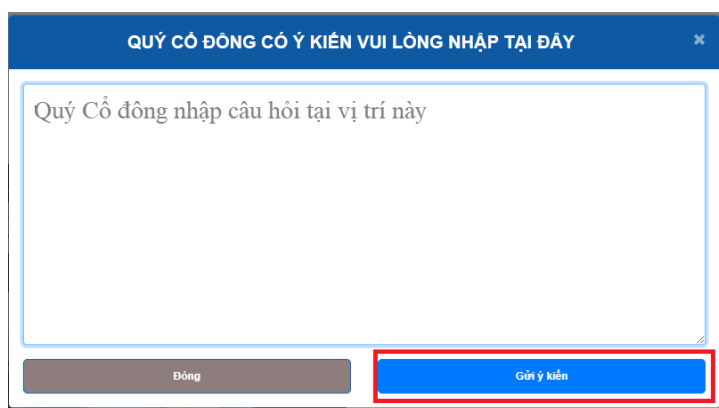 QUÝ CỔ ĐÔNG CÓ Ý KIẾN VUI LÒNG NHẬP TẠI ĐÂY
Quý Cổ đông nhập câu hỏi tại vị trí này
Đóng
Gửi ý kiến